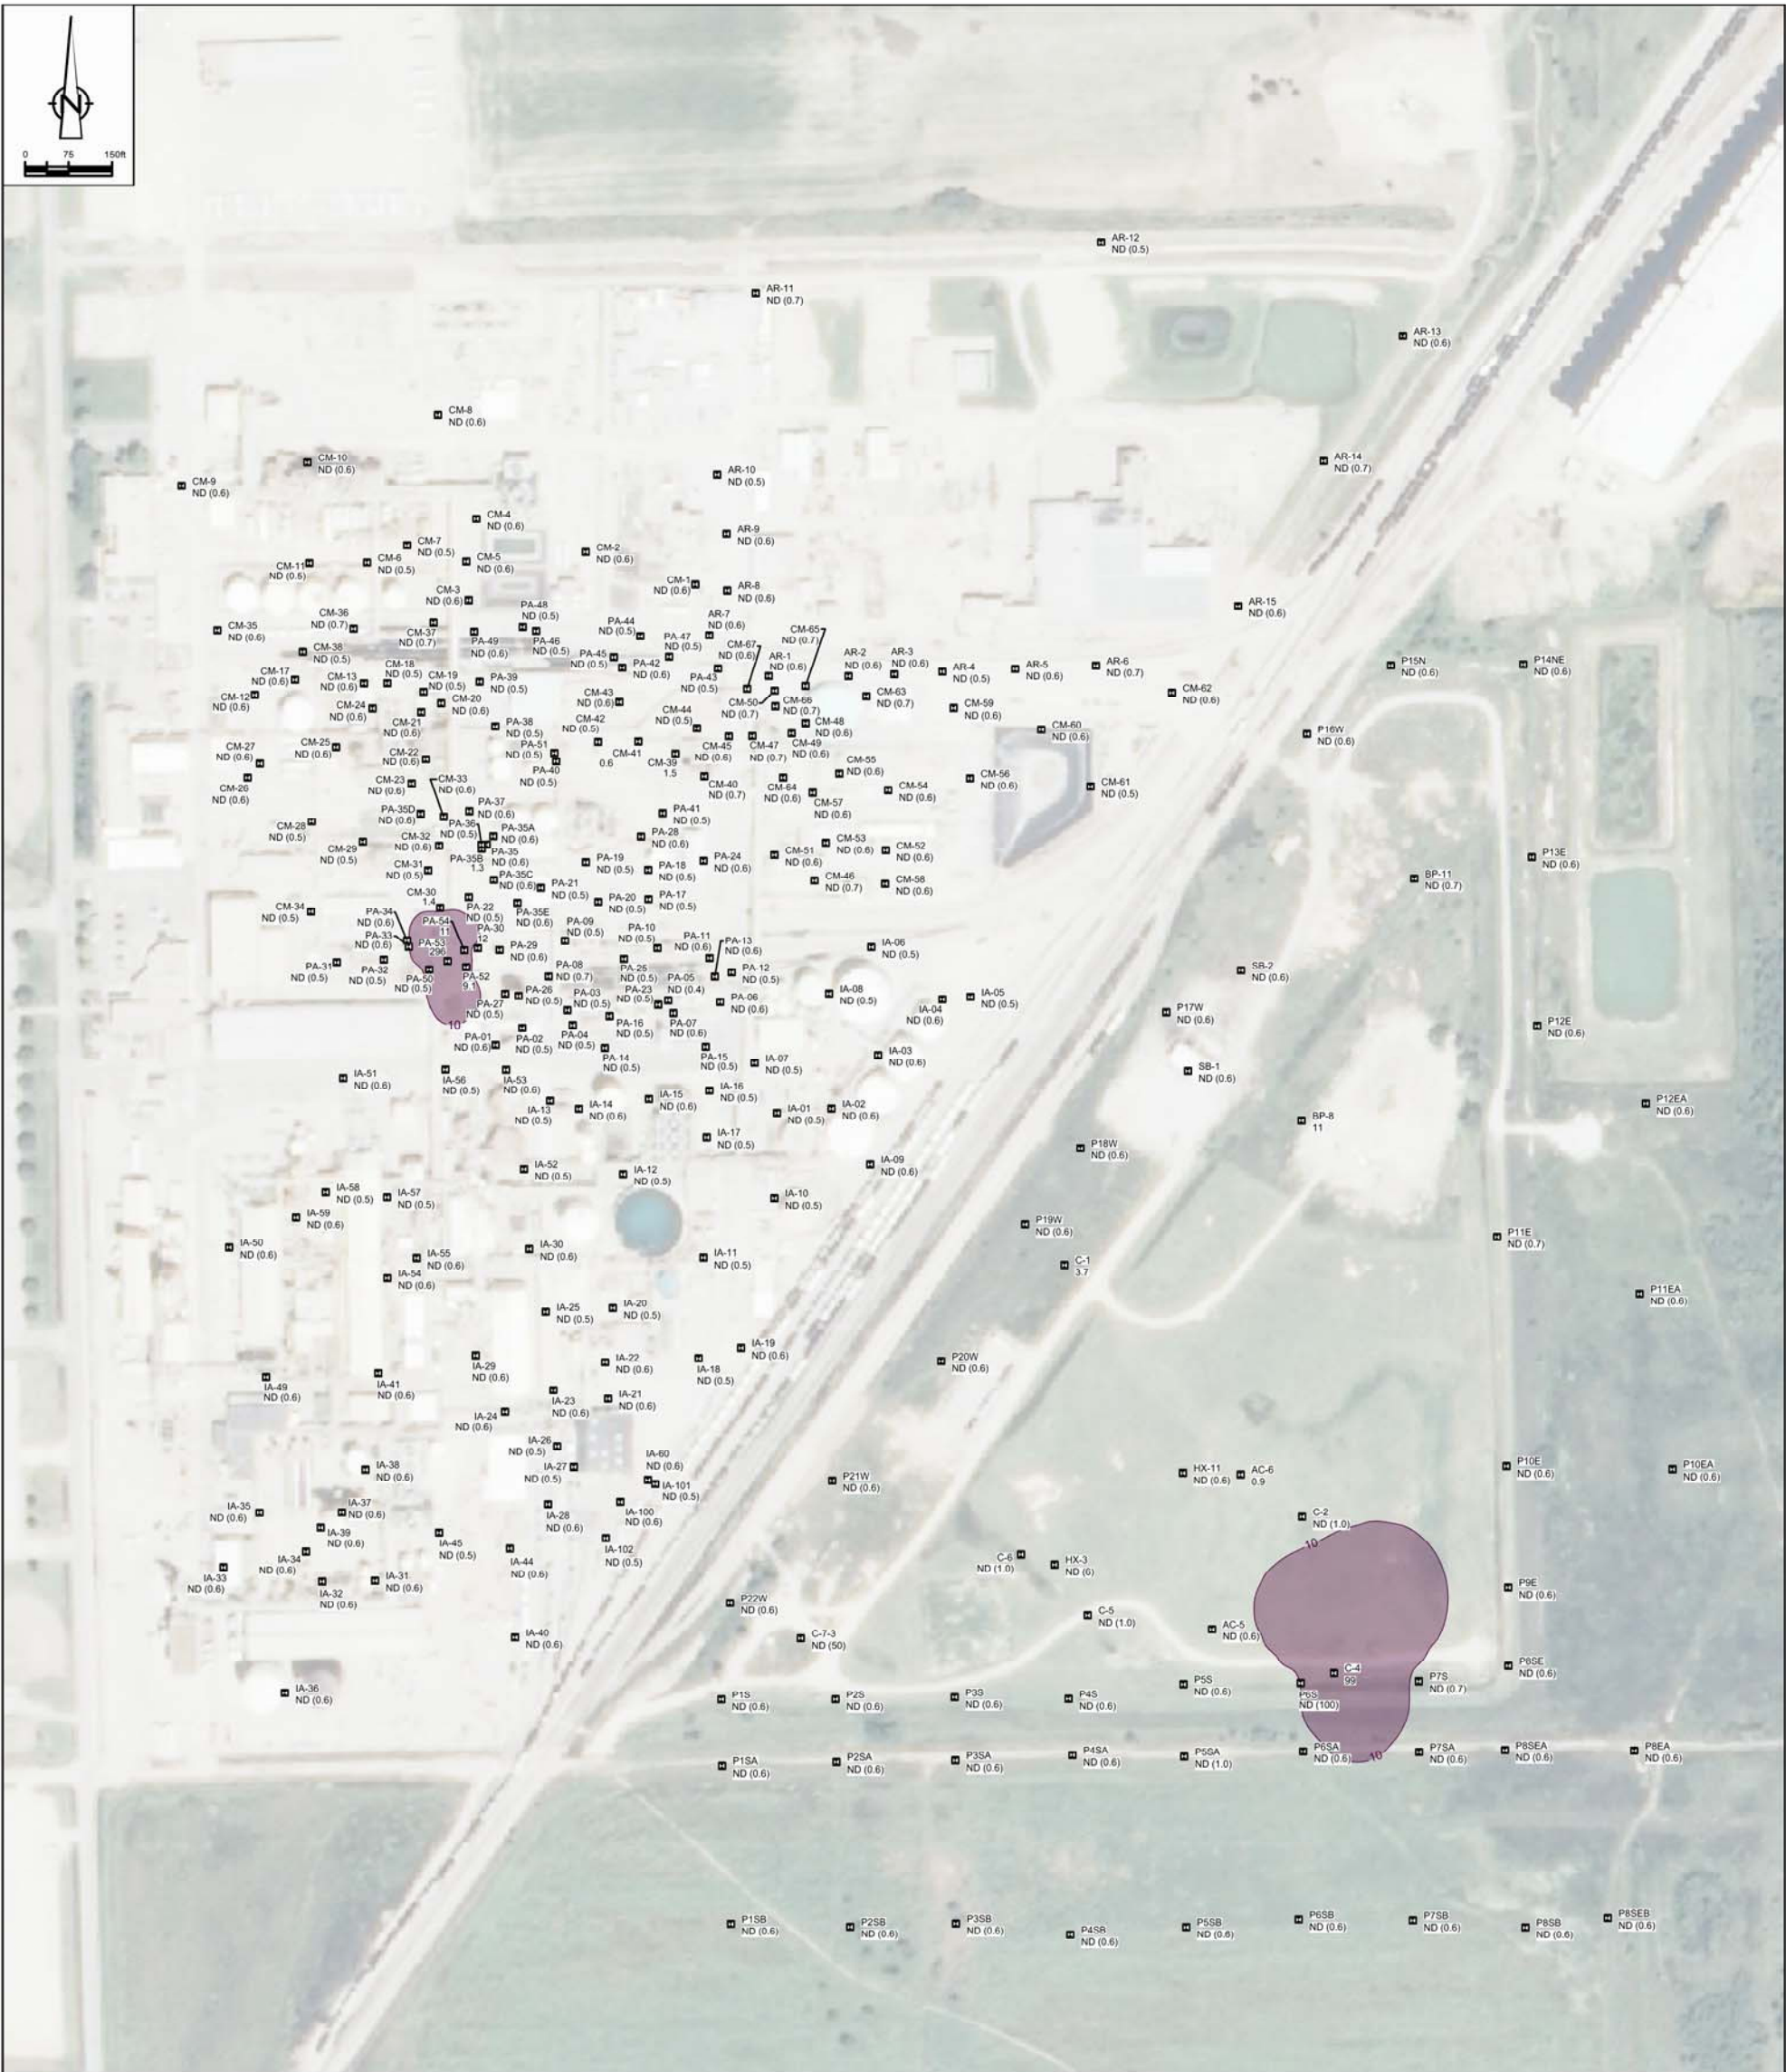 N
0 75 150ft
AR-12
ND (0.5)
AR-11
ND (0.7)
AR-13
ND (0.6)
CM-8
ND (0.6)
CM-10
ND (0.6)
CM-9
ND (0.6)
AR-10
ND (0.5)
AR-14
ND (0.7)
CM-4
ND (0.6)
AR-9
ND (0.6)
CM-7
ND (0.5)
CM-2
ND (0.6)
CM-11
ND (0.5)
CM-6
ND (0.5)
CM-5
ND (0.6)
CM-1
ND (0.6)
AR-8
ND (0.6)
CM-3
ND (0.6)
AR-15
ND (0.6)
CM-36
ND (0.7)
PA-48
ND (0.5)
PA-44
ND (0.5)
AR-7
ND (0.6)
CM-65
ND (0.7)
CM-35
ND (0.6)
CM-37
ND (0.7)
PA-49
ND (0.6)
PA-46
ND (0.5)
PA-47
ND (0.5)
CM-67
ND (0.6)
CM-38
ND (0.5)
PA-45
ND (0.5)
PA-42
ND (0.6)
AR-1
ND (0.6)
AR-2
ND (0.6)
AR-3
ND (0.6)
AR-4
ND (0.5)
AR-5
ND (0.6)
AR-6
ND (0.7)
P15N
ND (0.6)
P14NE
ND (0.6)
CM-17
ND (0.6)
CM-13
ND (0.6)
CM-18
ND (0.5)
CM-19
ND (0.5)
PA-39
ND (0.5)
PA-43
ND (0.5)
CM-12
ND (0.6)
CM-24
ND (0.6)
CM-20
ND (0.6)
CM-43
ND (0.6)
CM-50
ND (0.7)
CM-66
ND (0.7)
CM-63
ND (0.7)
CM-59
ND (0.6)
CM-62
ND (0.6)
CM-21
ND (0.6)
PA-38
ND (0.5)
CM-42
ND (0.5)
CM-44
ND (0.5)
CM-48
ND (0.6)
CM-60
ND (0.6)
P16W
ND (0.6)
CM-27
ND (0.6)
CM-25
ND (0.6)
CM-22
ND (0.6)
PA-51
ND (0.5)
CM-41
0.6
CM-39
1.5
CM-45
ND (0.6)
CM-47
ND (0.7)
CM-49
ND (0.6)
CM-26
ND (0.6)
CM-23
ND (0.6)
CM-33
ND (0.6)
PA-40
ND (0.5)
CM-40
ND (0.7)
CM-64
ND (0.6)
CM-55
ND (0.6)
CM-54
ND (0.6)
CM-56
ND (0.6)
CM-61
ND (0.5)
CM-57
ND (0.6)
PA-35D
ND (0.6)
PA-37
ND (0.6)
PA-41
ND (0.5)
CM-28
ND (0.5)
PA-36
ND (0.5)
PA-35A
ND (0.6)
PA-28
ND (0.6)
CM-29
ND (0.5)
CM-32
ND (0.6)
PA-35
ND (0.6)
PA-35B
1.3
PA-19
ND (0.5)
PA-18
ND (0.5)
PA-24
ND (0.6)
CM-51
ND (0.6)
CM-53
ND (0.6)
CM-52
ND (0.6)
P13E
ND (0.6)
CM-31
ND (0.5)
PA-35C
ND (0.6)
PA-21
ND (0.5)
CM-46
ND (0.7)
CM-58
ND (0.6)
BP-11
ND (0.7)
CM-30
1.4
PA-22
ND (0.5)
PA-35E
ND (0.6)
PA-20
ND (0.5)
PA-17
ND (0.5)
CM-34
ND (0.5)
PA-34
ND (0.6)
PA-54
11
PA-30
12
PA-09
ND (0.5)
PA-10
ND (0.5)
PA-11
ND (0.6)
PA-13
ND (0.6)
IA-06
ND (0.5)
PA-33
ND (0.6)
PA-53
296
PA-29
ND (0.6)
PA-31
ND (0.5)
PA-32
ND (0.5)
PA-50
ND (0.5)
PA-52
9.1
PA-08
ND (0.7)
PA-25
ND (0.5)
PA-05
ND (0.4)
PA-12
ND (0.5)
SB-2
ND (0.6)
PA-27
ND (0.5)
PA-26
ND (0.5)
PA-03
ND (0.5)
PA-23
ND (0.5)
PA-06
ND (0.6)
IA-08
ND (0.5)
IA-04
ND (0.6)
IA-05
ND (0.5)
P17W
ND (0.6)
P12E
ND (0.6)
10
PA-01
ND (0.6)
PA-02
ND (0.5)
PA-04
ND (0.5)
PA-16
ND (0.5)
PA-07
ND (0.6)
PA-14
ND (0.5)
PA-15
ND (0.5)
IA-07
ND (0.5)
IA-03
ND (0.6)
SB-1
ND (0.6)
IA-51
ND (0.6)
IA-56
ND (0.5)
IA-53
ND (0.6)
IA-13
ND (0.5)
IA-14
ND (0.6)
IA-15
ND (0.6)
IA-16
ND (0.5)
IA-01
ND (0.5)
IA-02
ND (0.6)
BP-8
11
P12EA
ND (0.6)
IA-17
ND (0.5)
P18W
ND (0.6)
IA-52
ND (0.5)
IA-12
ND (0.5)
IA-09
ND (0.6)
IA-58
ND (0.5)
IA-57
ND (0.5)
IA-10
ND (0.5)
IA-59
ND (0.6)
P19W
ND (0.6)
P11E
ND (0.7)
IA-50
ND (0.6)
IA-55
ND (0.6)
IA-30
ND (0.6)
IA-11
ND (0.5)
C-1
3.7
IA-54
ND (0.6)
P11EA
ND (0.6)
IA-25
ND (0.5)
IA-20
ND (0.5)
IA-29
ND (0.6)
IA-22
ND (0.6)
IA-18
ND (0.5)
IA-19
ND (0.6)
P20W
ND (0.6)
IA-49
ND (0.6)
IA-41
ND (0.6)
IA-23
ND (0.6)
IA-21
ND (0.6)
IA-24
ND (0.6)
IA-26
ND (0.5)
IA-27
ND (0.5)
IA-60
ND (0.6)
IA-38
ND (0.6)
IA-101
ND (0.5)
P21W
ND (0.6)
HX-11
ND (0.6)
AC-6
0.9
P10E
ND (0.6)
P10EA
ND (0.6)
IA-35
ND (0.6)
IA-37
ND (0.6)
IA-28
ND (0.6)
IA-100
ND (0.6)
C-2
ND (1.0)
IA-39
ND (0.6)
IA-45
ND (0.5)
IA-44
ND (0.6)
IA-102
ND (0.5)
10
IA-34
ND (0.6)
C-6
ND (1.0)
HX-3
ND (6)
IA-33
ND (0.6)
IA-32
ND (0.6)
IA-31
ND (0.6)
P9E
ND (0.6)
P22W
ND (0.6)
C-5
ND (1.0)
AC-5
ND (0.6)
IA-40
ND (0.6)
C-7-3
ND (50)
P8SE
ND (0.6)
C-4
99
IA-36
ND (0.6)
P1S
ND (0.6)
P2S
ND (0.6)
P3S
ND (0.6)
P4S
ND (0.6)
P5S
ND (0.6)
P6S
ND (100)
P7S
ND (0.7)
P1SA
ND (0.6)
P2SA
ND (0.6)
P3SA
ND (0.6)
P4SA
ND (0.6)
P5SA
ND (1.0)
P6SA
ND (0.6)
10
P7SA
ND (0.6)
P8SEA
ND (0.6)
P8EA
ND (0.6)
P1SB
ND (0.6)
P2SB
ND (0.6)
P3SB
ND (0.6)
P4SB
ND (0.6)
P5SB
ND (0.6)
P6SB
ND (0.6)
P7SB
ND (0.6)
P8SB
ND (0.6)
P8SEB
ND (0.6)